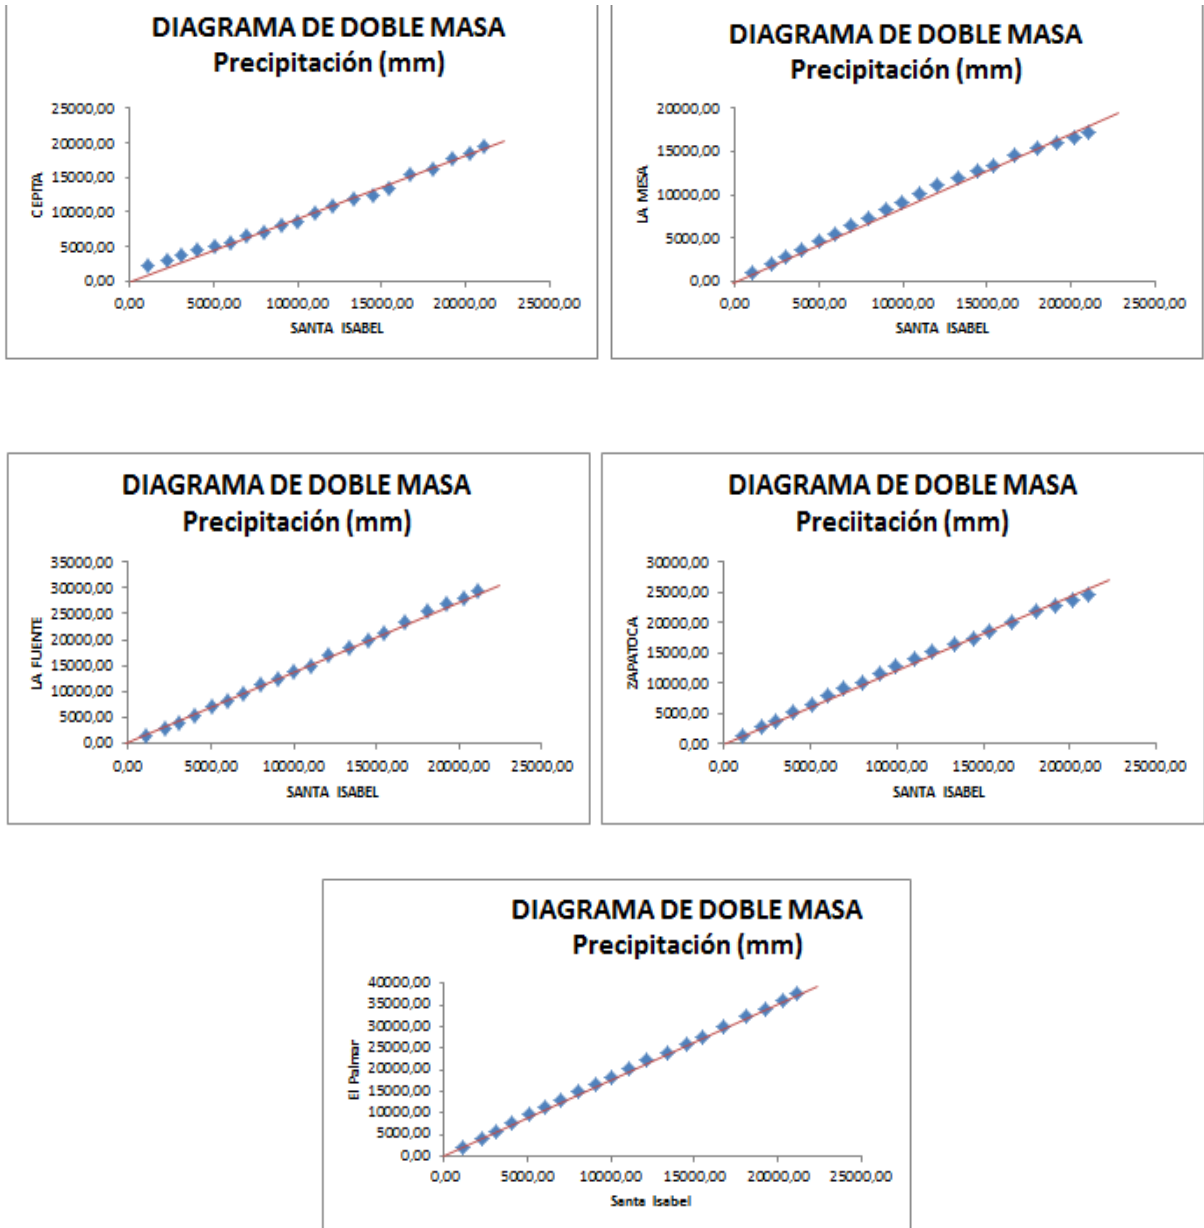 DIAGRAMA DE DOBLE MASA
Precipitación (mm)
25000,00
20000,00
15000,00
10000,00
5000,00
0,00
CEPITA
0,00 5000,00 10000,00 15000,00 20000,00 25000,00
SANTA ISABEL
DIAGRAMA DE DOBLE MASA
Precipitación (mm)
20000,00
15000,00
10000,00
5000,00
0,00
LA MESA
0,00 5000,00 10000,00 15000,00 20000,00 25000,00
SANTA ISABEL
DIAGRAMA DE DOBLE MASA
Precipitación (mm)
35000,00
30000,00
25000,00
20000,00
15000,00
10000,00
5000,00
0,00
LA FUENTE
0,00 5000,00 10000,00 15000,00 20000,00 25000,00
SANTA ISABEL
DIAGRAMA DE DOBLE MASA
Preciitación (mm)
30000,00
25000,00
20000,00
15000,00
10000,00
5000,00
0,00
ZAPATOCA
0,00 5000,00 10000,00 15000,00 20000,00 25000,00
SANTA ISABEL
DIAGRAMA DE DOBLE MASA
Precipitación (mm)
40000,00
35000,00
30000,00
25000,00
20000,00
15000,00
10000,00
5000,00
0,00
El Palmar
0,00 5000,00 10000,00 15000,00 20000,00 25000,00
Santa Isabel